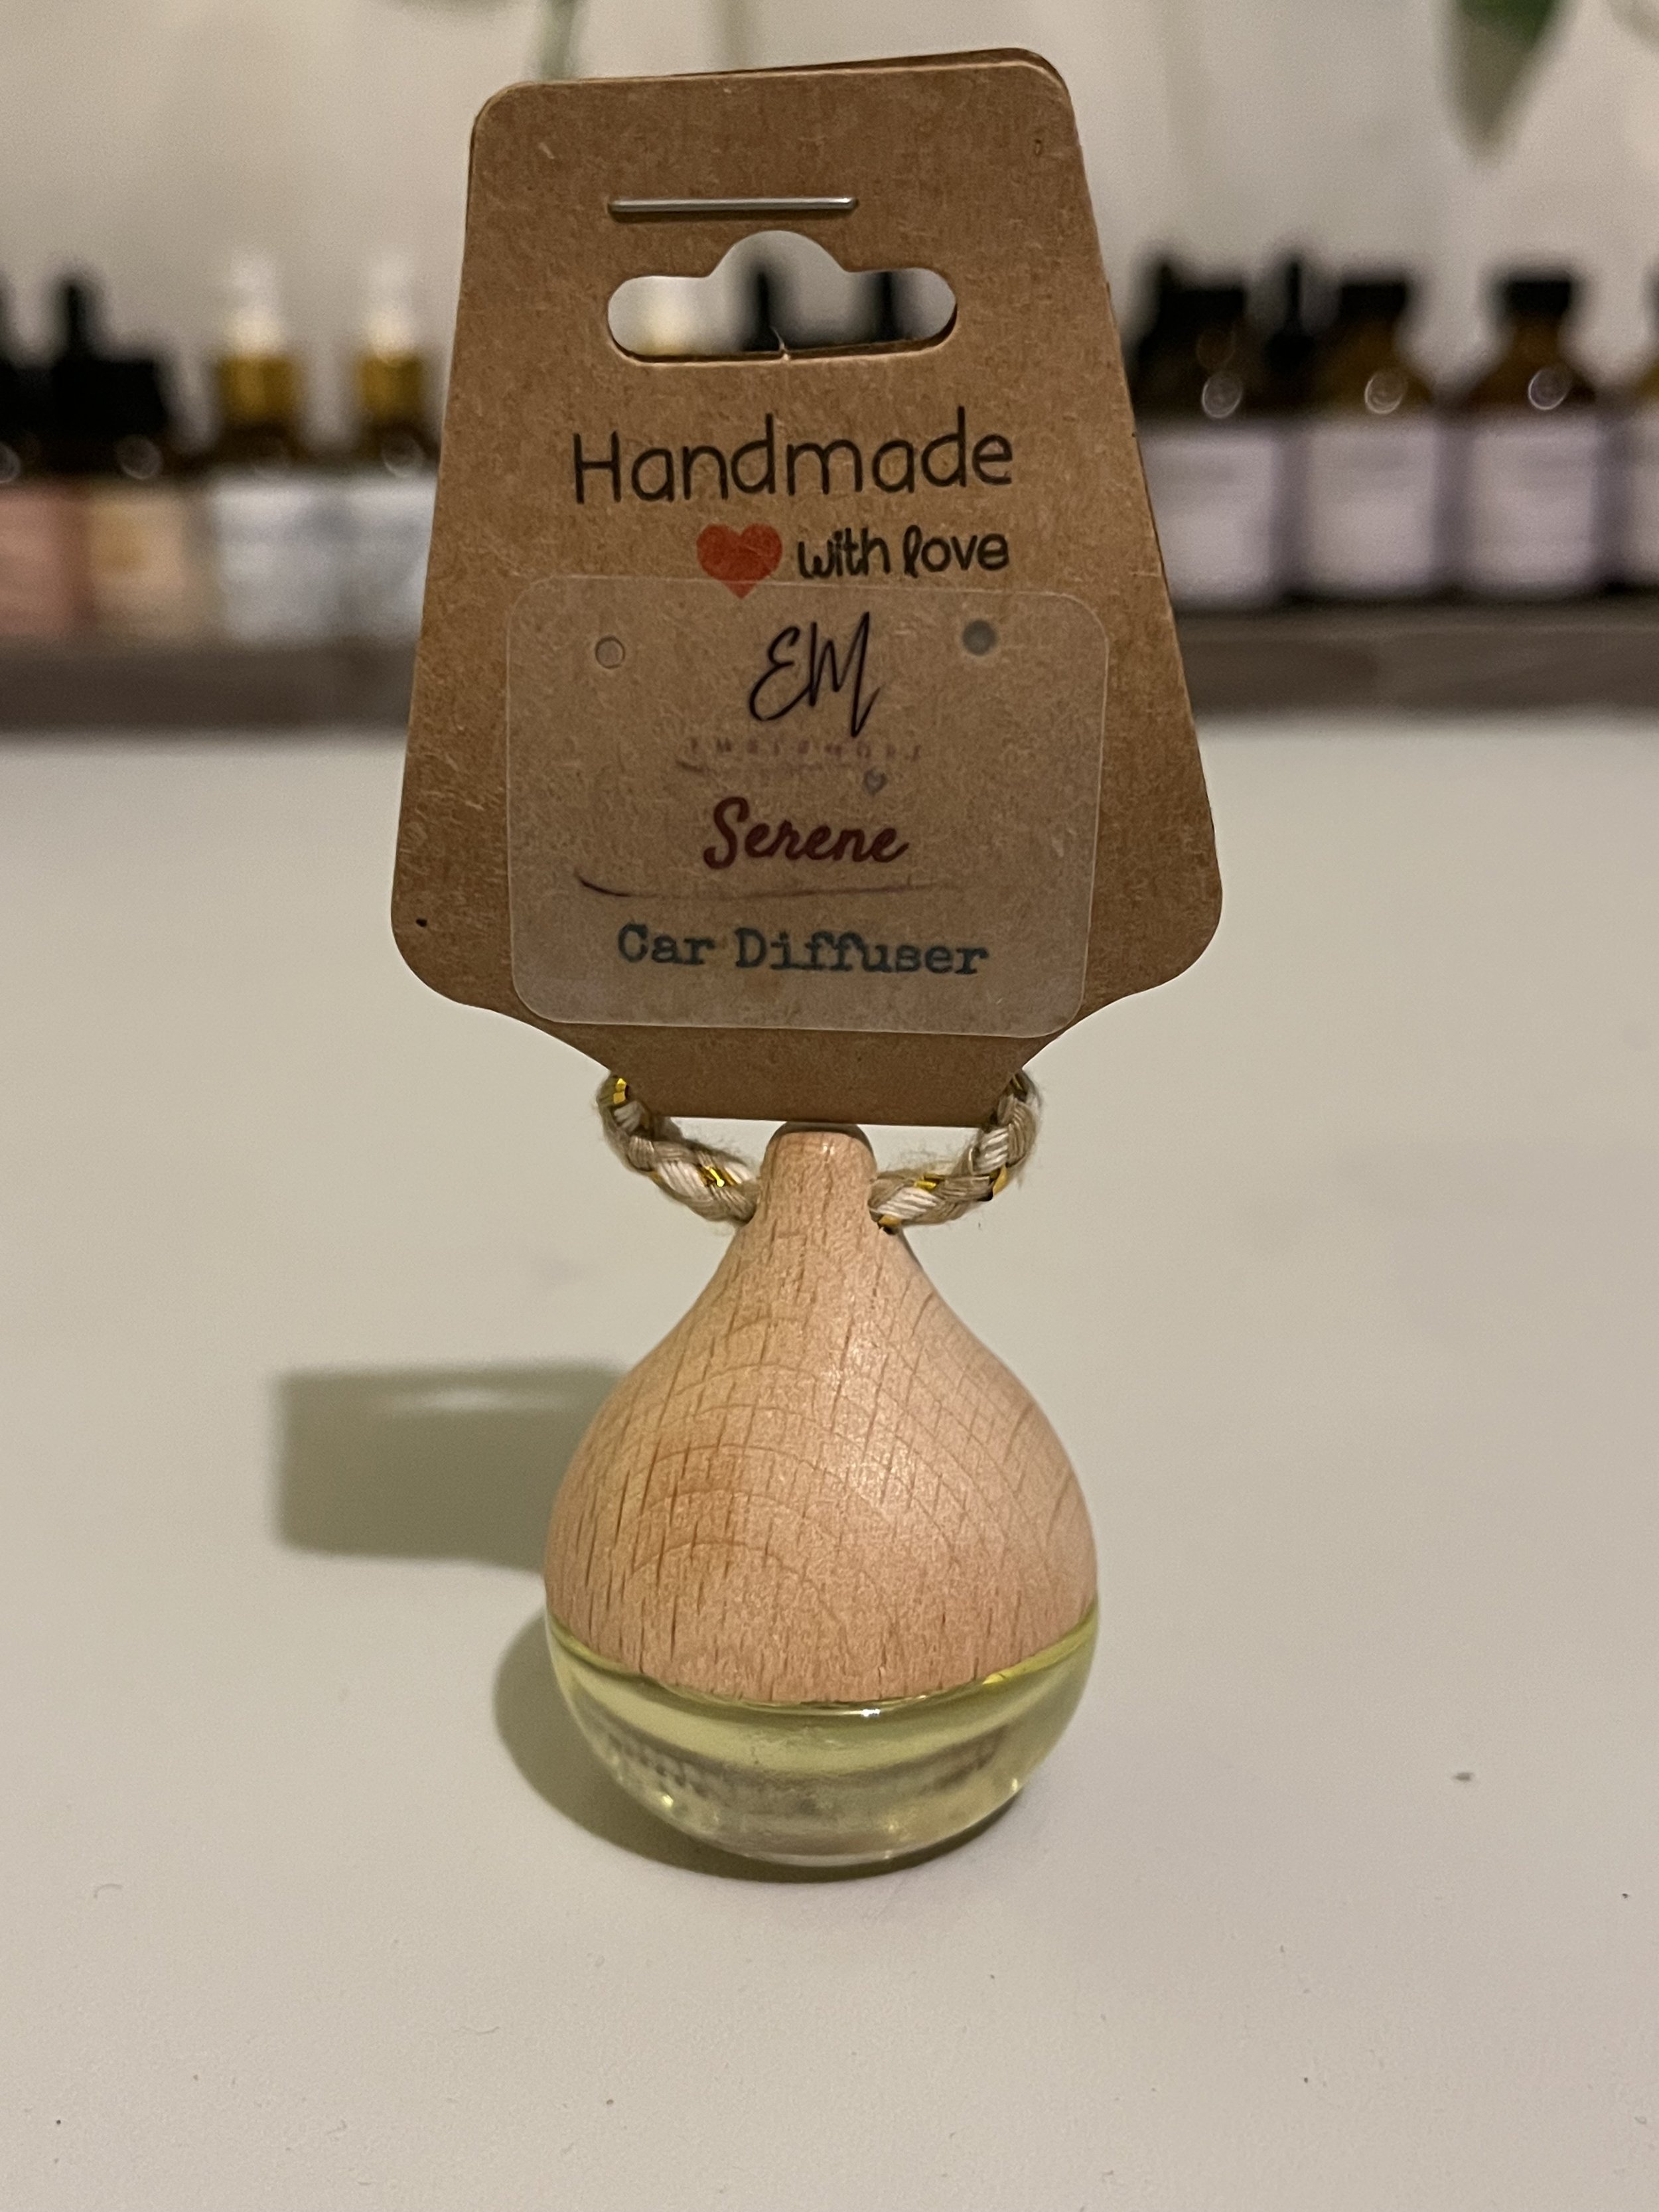 Handmade
with love
EM
Serene
Car Diffuser